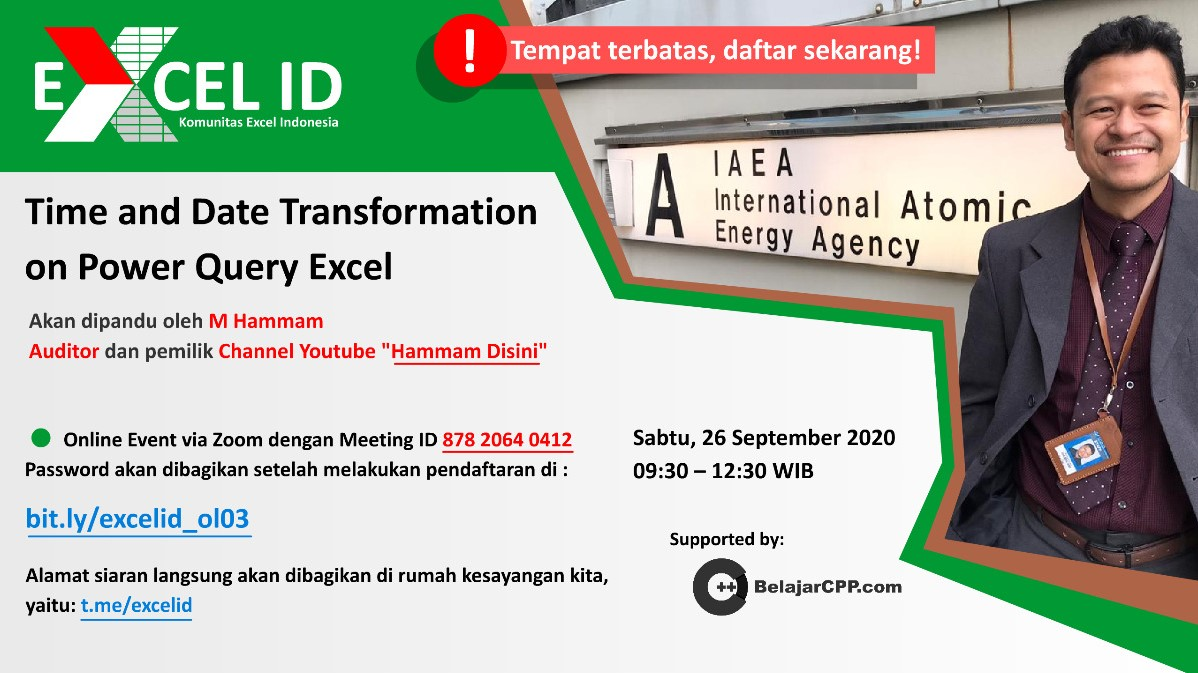 EXCEL ID
Komunitas Excel Indonesia
! Tempat terbatas, daftar sekarang!
A
IAEA
International Atomic
Energy Agency
Time and Date Transformation
on Power Query Excel
Akan dipandu oleh M Hammam
Auditor dan pemilik Channel Youtube "Hammam Disini"
Online Event via Zoom dengan Meeting ID 878 2064 0412
Password akan dibagikan setelah melakukan pendaftaran di :
bit.ly/excelid_ol03
Alamat siaran langsung akan dibagikan di rumah kesayangan kita,
yaitu: t.me/excelid
Sabtu, 26 September 2020
09:30 – 12:30 WIB
Supported by:
C++ BelajarCPP.com